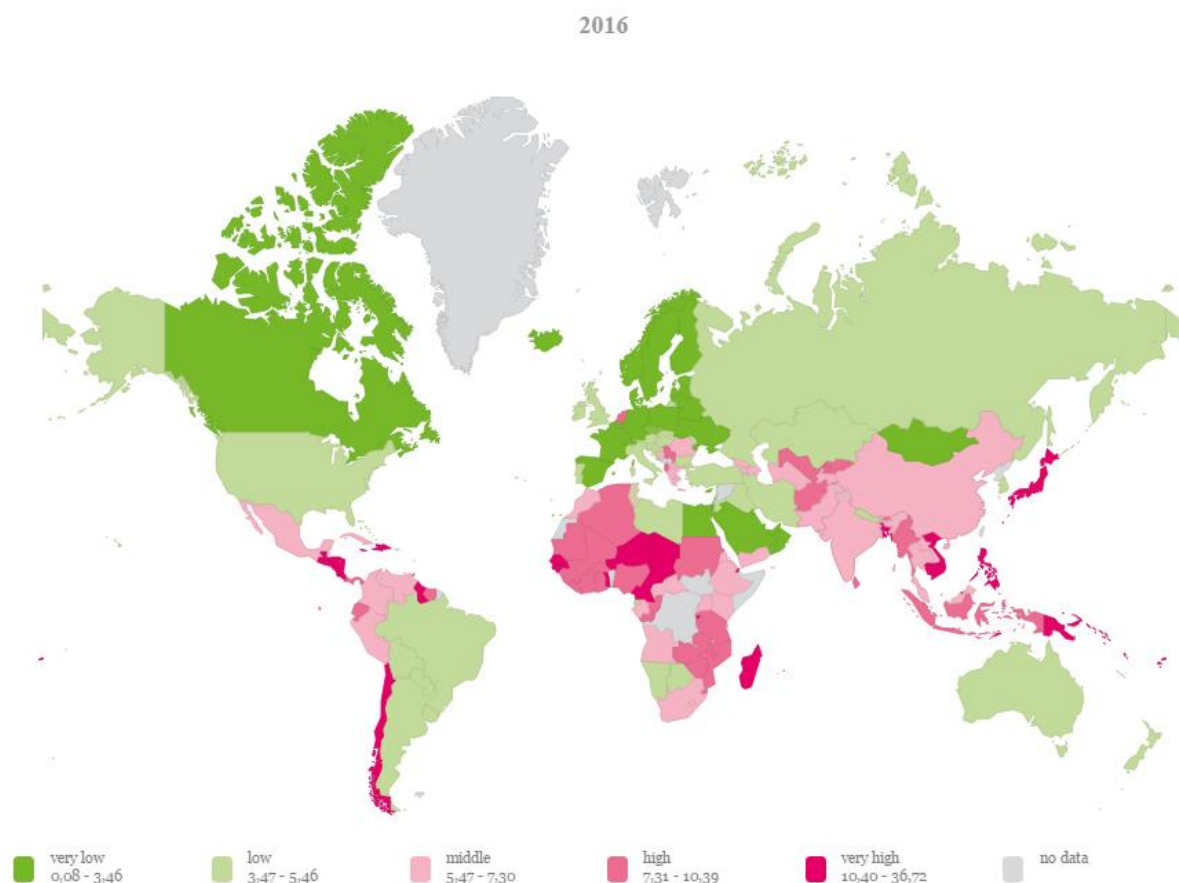 2016
very low
0,08 - 3,46
low
3,47 - 5,46
middle
5,47 - 7,30
high
7,31 - 10,39
very high
10,40 - 36,72
no data